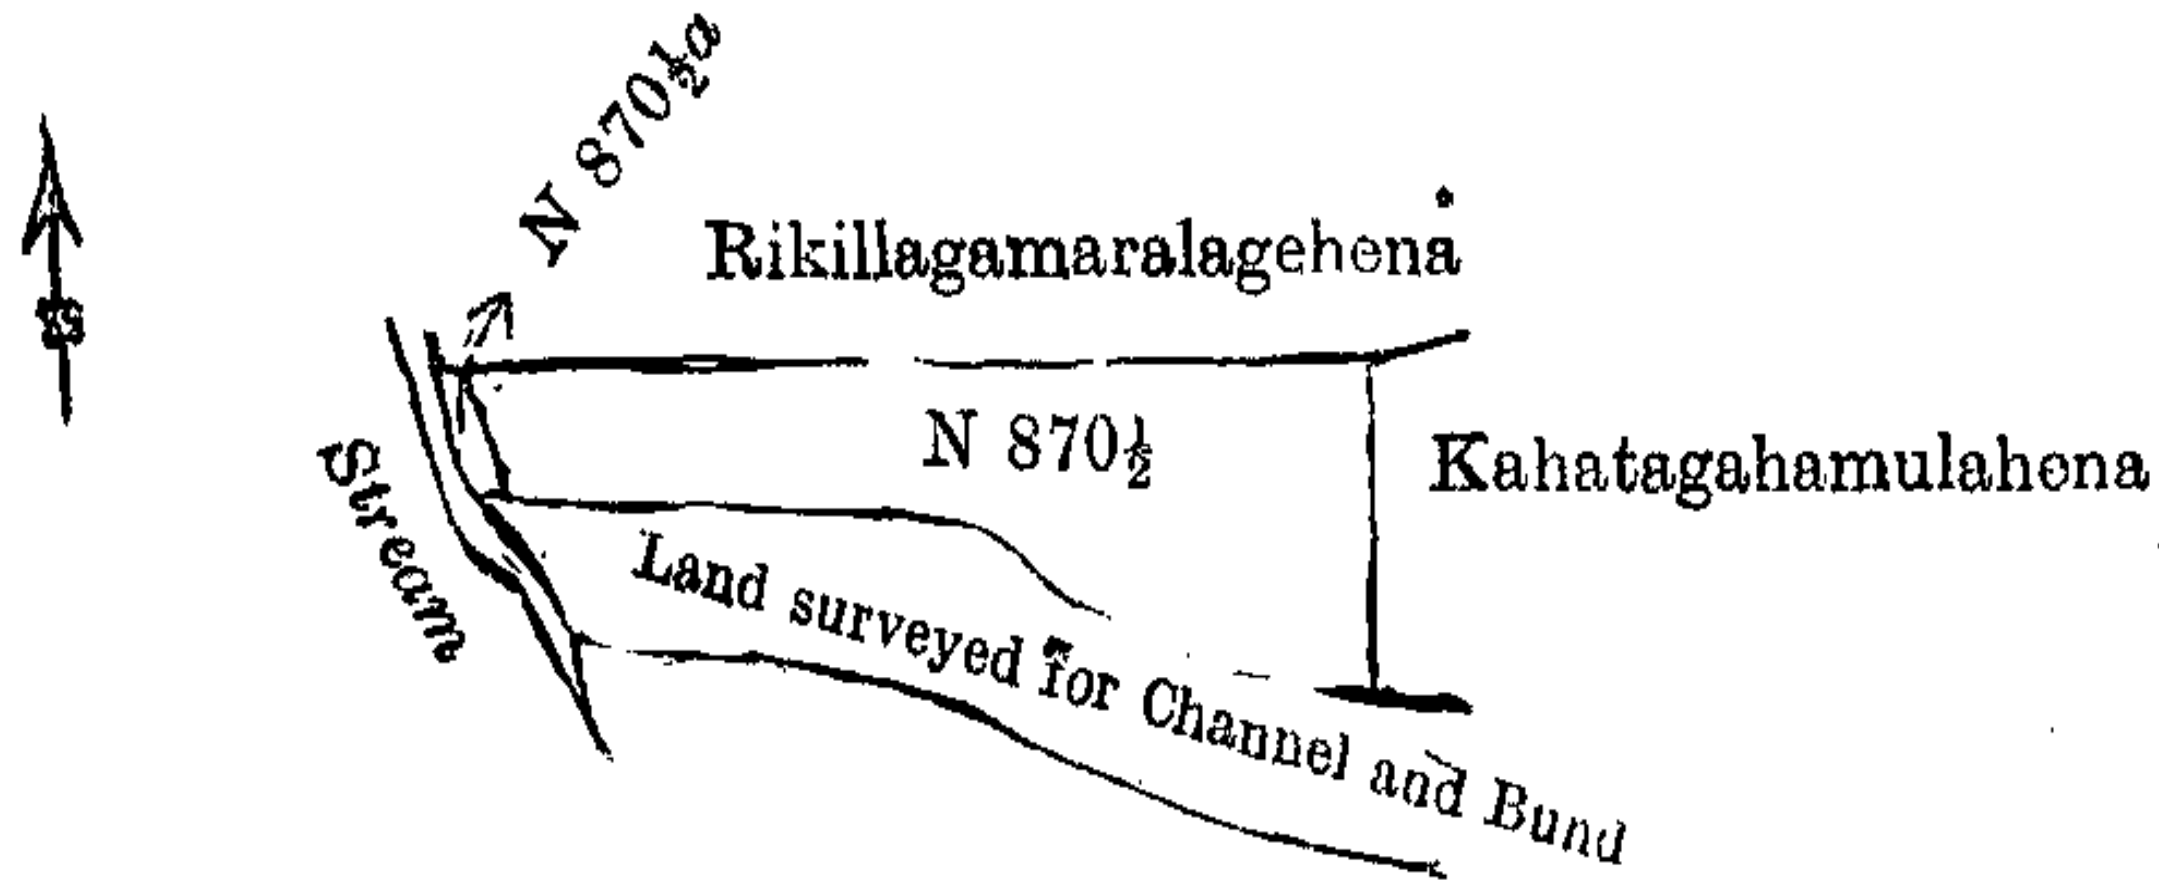 N 870½a
Rikillagamaralagehena
N 870½
Kahatagahamulahena
Stream
Land surveyed for Channel and Bund